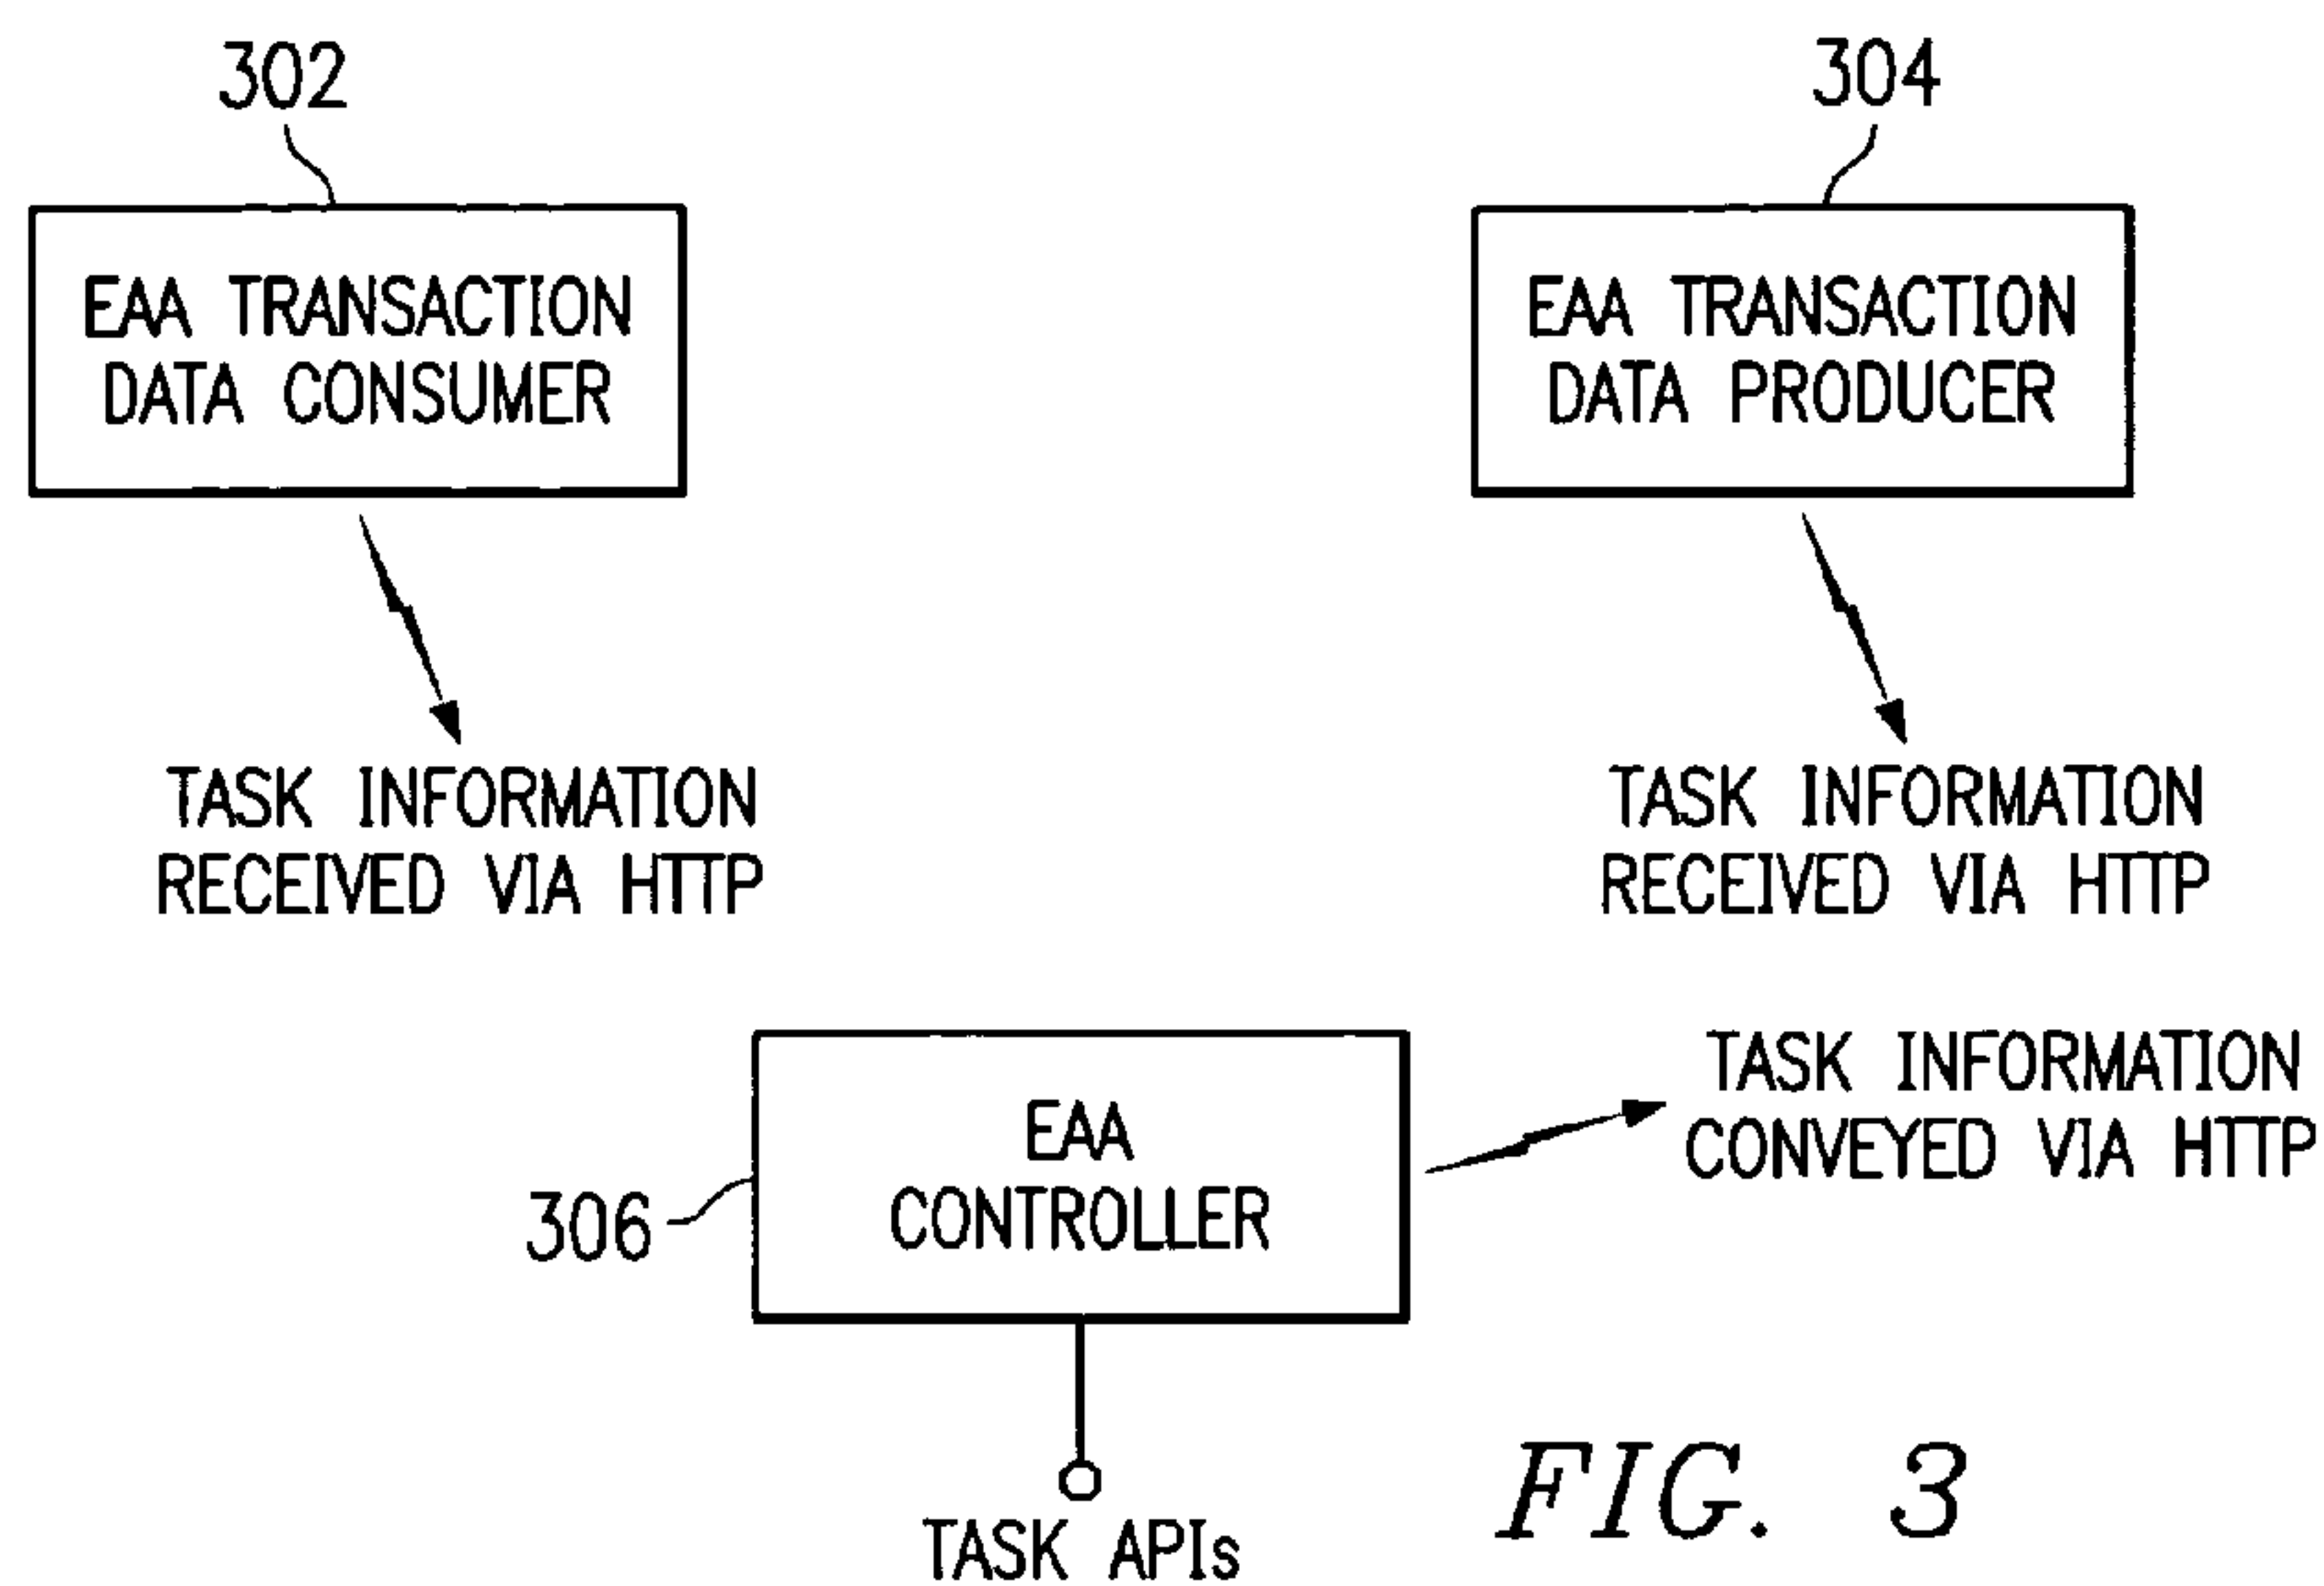 302
304
EAA TRANSACTION
DATA CONSUMER
EAA TRANSACTION
DATA PRODUCER
TASK INFORMATION
RECEIVED VIA HTTP
TASK INFORMATION
RECEIVED VIA HTTP
EAA
CONTROLLER
306
TASK INFORMATION
CONVEYED VIA HTTP
TASK APIs
FIG. 3